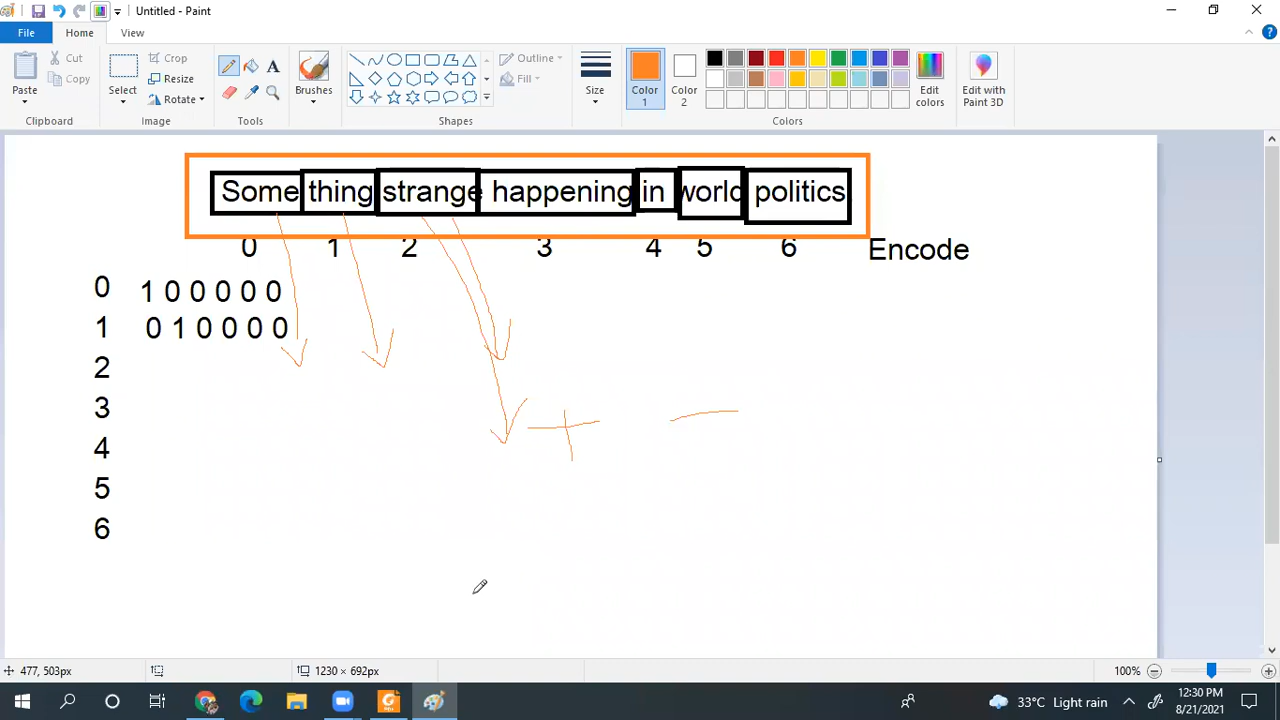 Untitled - Paint
File Home View
Paste
Cut
Copy
Clipboard
Select
Crop
Resize
Rotate
Image
A
Tools
Brushes
Outline
Fill
Shapes
Size
Color 1
Color 2
Colors
Edit colors
Edit with Paint 3D
Some thing strange happening in world politics
0 1 2 3 4 5 6 Encode
0 1 0 0 0 0 0
1 0 1 0 0 0 0
2
3
4
5
6
477, 503px 1230 × 692px 100%
33°C Light rain 12:30 PM
8/21/2021